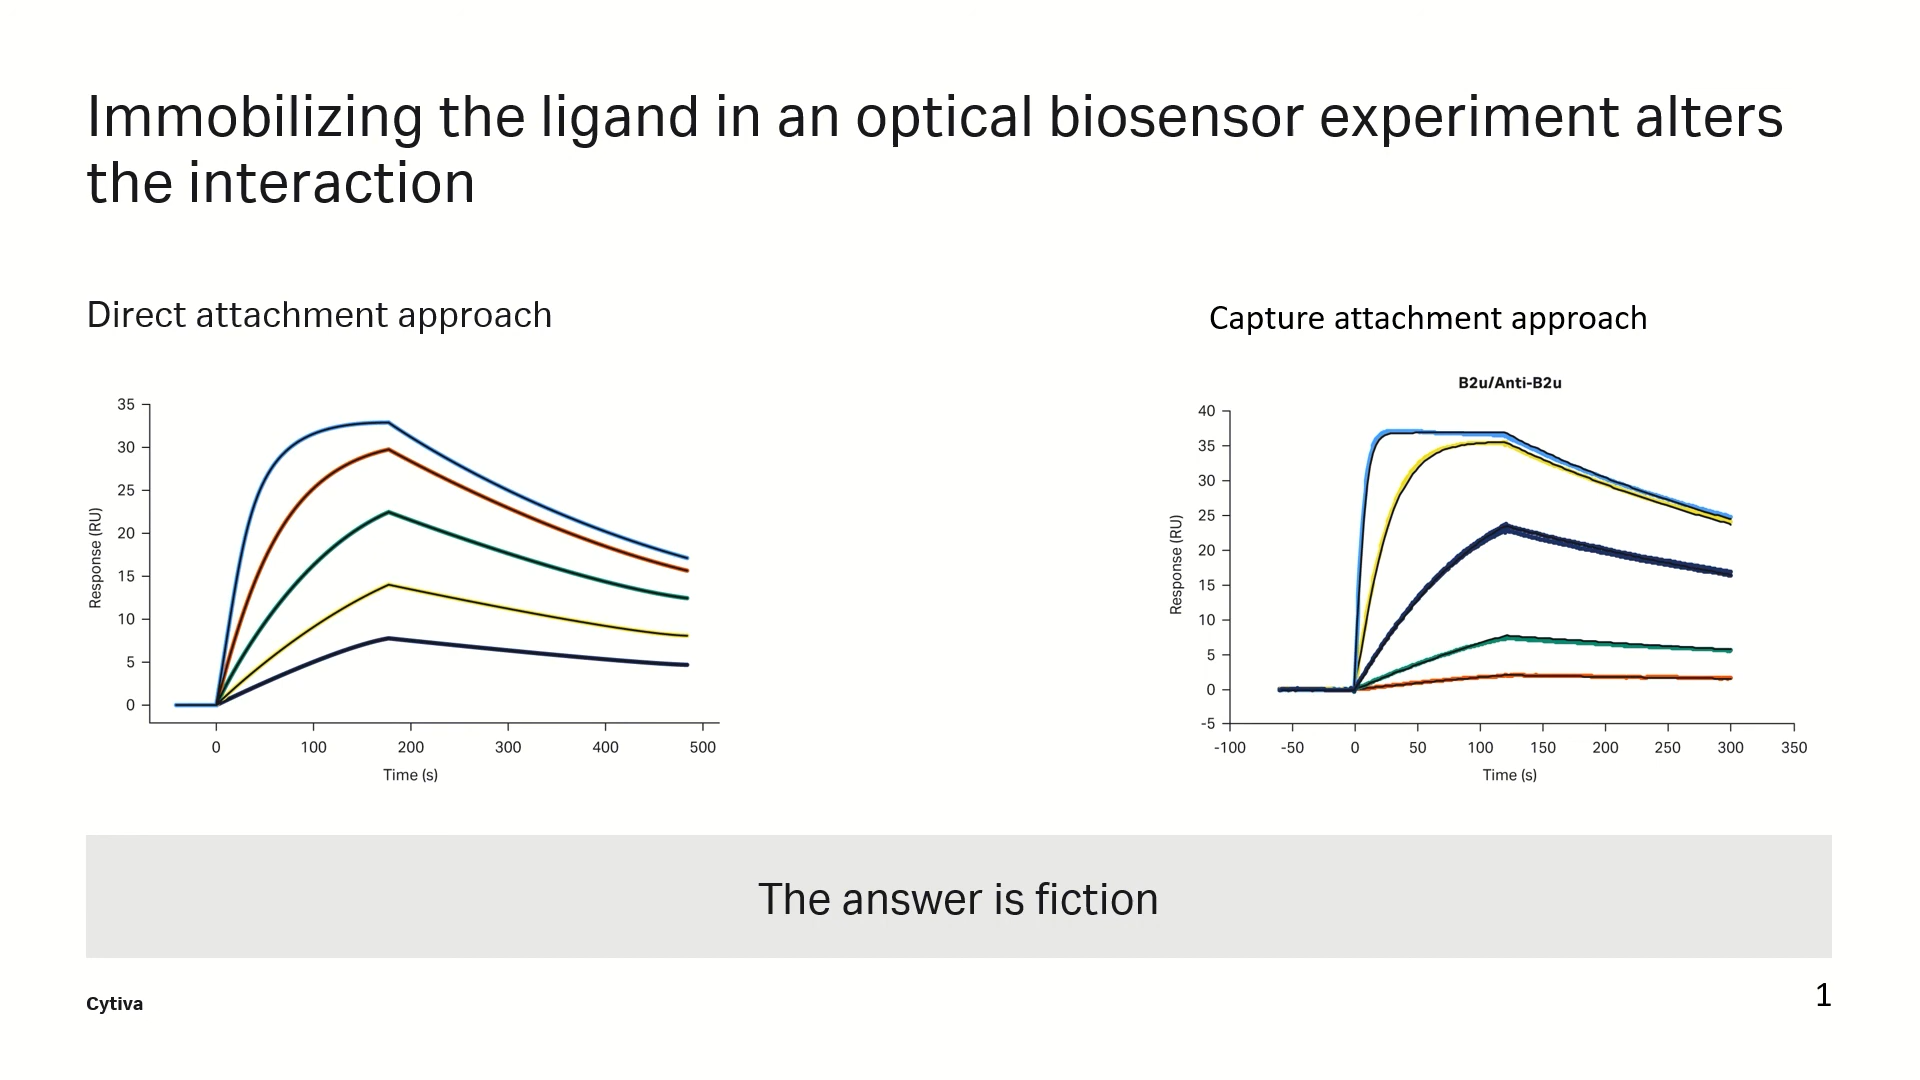 Immobilizing the ligand in an optical biosensor experiment alters
the interaction
Direct attachment approach
35
30
25
20
15
10
5
0
Response (RU)
0 100 200 300 400 500
Time (s)
Capture attachment approach
B2u/Anti-B2u
40
35
30
25
20
15
10
5
0
-5
Response (RU)
-100 -50 0 50 100 150 200 250 300 350
Time (s)
The answer is fiction
Cytiva
1